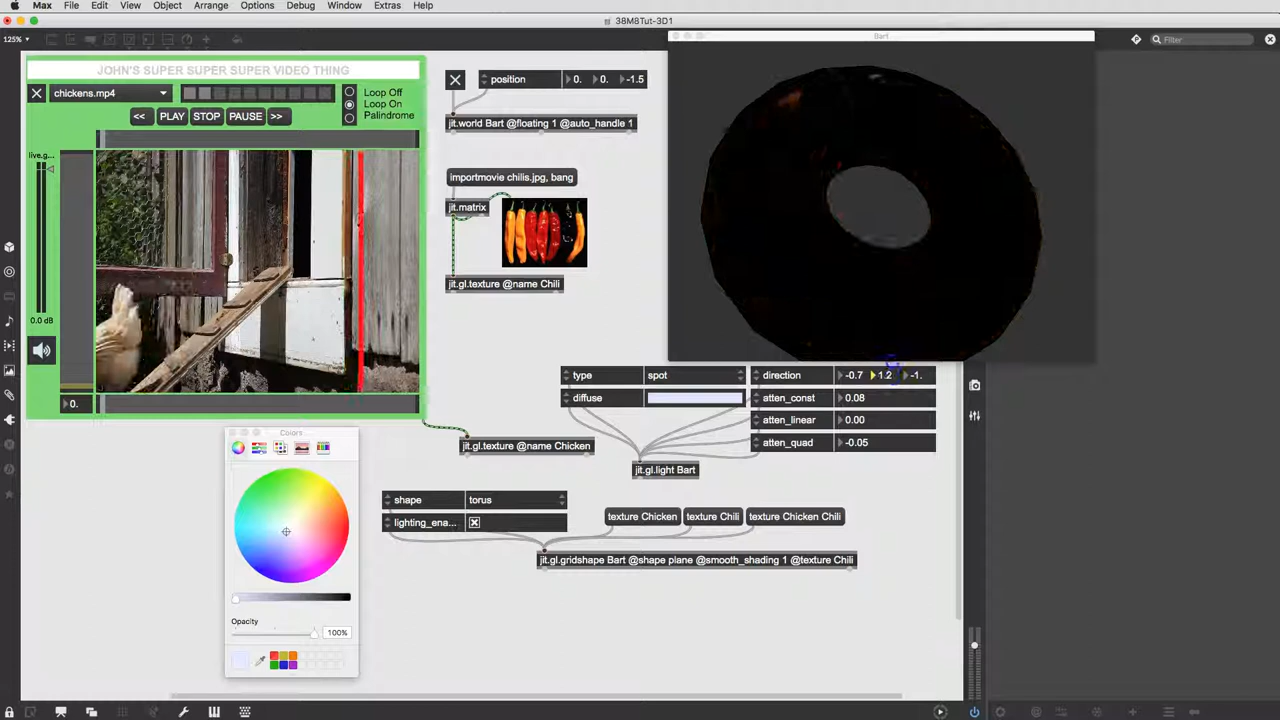 Max File Edit View Object Arrange Options Debug Window Extras Help
38M8Tut-3D1
125%
Bart
Filter
JOHN'S SUPER SUPER SUPER VIDEO THING
chickens.mp4
Loop Off
Loop On
Palindrome
<< PLAY STOP PAUSE >>
live.g...
0.0 dB
0.
position 0. 0. -1.5
jit.world Bart @floating 1 @auto_handle 1
importmovie chilis.jpg, bang
jit.matrix
jit.gl.texture @name Chili
type spot
diffuse
direction -0.7 1.2 -1.
atten_const 0.08
atten_linear 0.00
atten_quad -0.05
jit.gl.texture @name Chicken
jit.gl.light Bart
Colors
Opacity
100%
shape torus
lighting_ena...
texture Chicken
texture Chili
texture Chicken Chili
jit.gl.gridshape Bart @shape plane @smooth_shading 1 @texture Chili